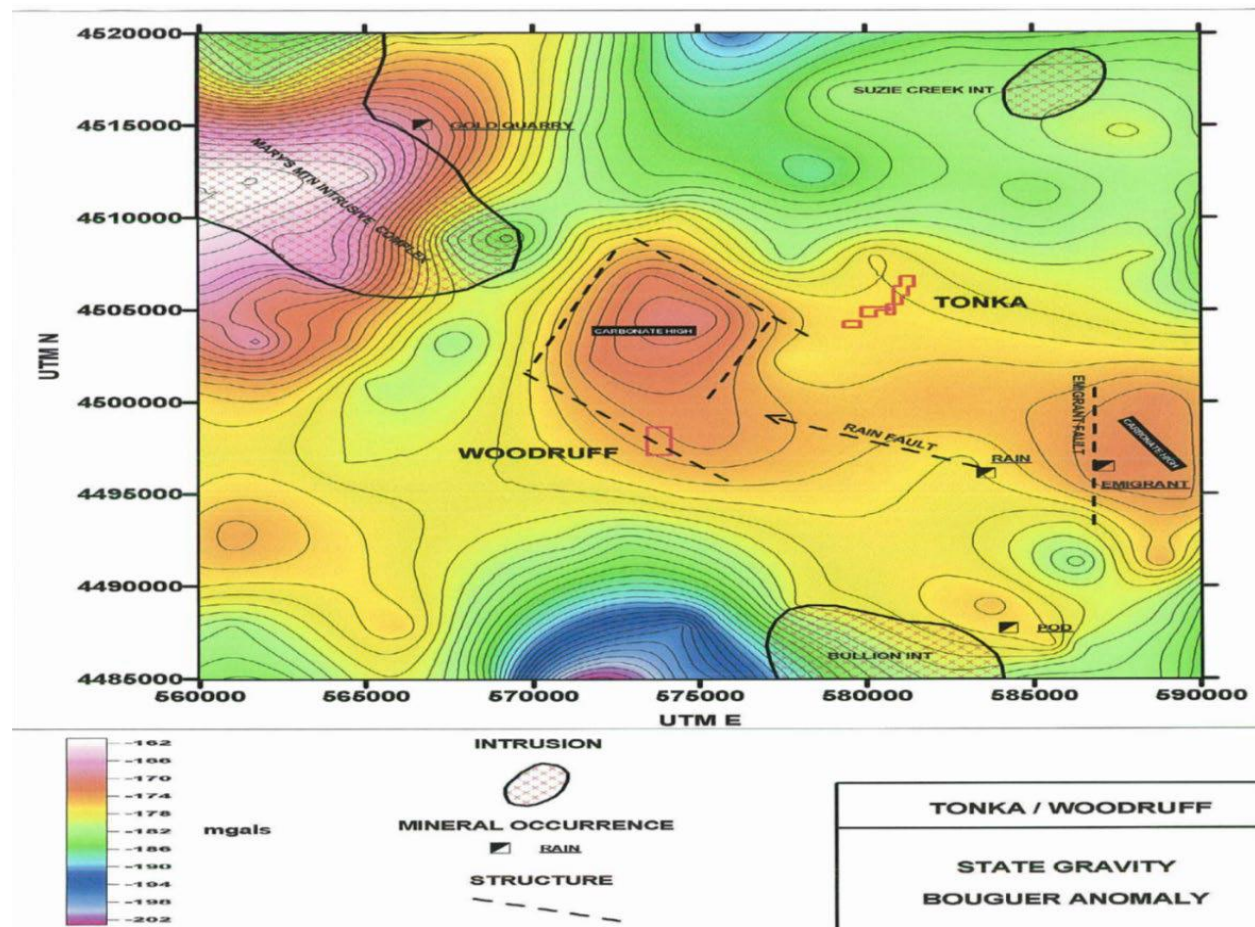 4520000
4515000
4510000
4505000
4500000
4495000
4490000
4485000
UTM N
SUZIE CREEK INT
GOLD QUARRY
MARYS MTN INTRUSIVE COMPLEX
CARBONATE HIGH
TONKA
WOODRUFF
RAIN FAULT
RAIN
EMIGRANT FAULT
CARBONATE HIGH
EMIGRANT
POD
BULLION INT
560000 565000 570000 575000 580000 585000 590000
UTM E
-162
-166
-170
-174
-178
-182
-186
-190
-194
-198
-202
mgals
INTRUSION
MINERAL OCCURRENCE
RAIN
STRUCTURE
TONKA / WOODRUFF
STATE GRAVITY
BOUGUER ANOMALY